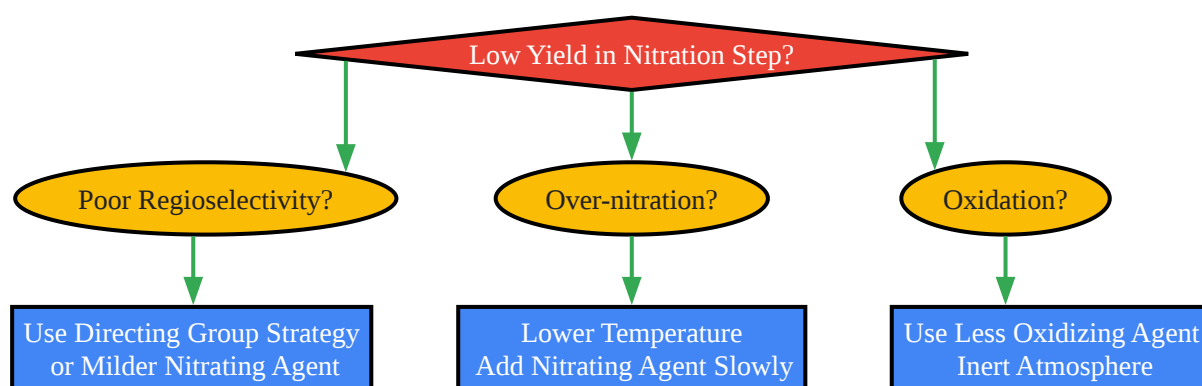 Low Yield in Nitration Step?
Poor Regioselectivity?
Over-nitration?
Oxidation?
Use Directing Group Strategy
or Milder Nitrating Agent
Lower Temperature
Add Nitrating Agent Slowly
Use Less Oxidizing Agent
Inert Atmosphere